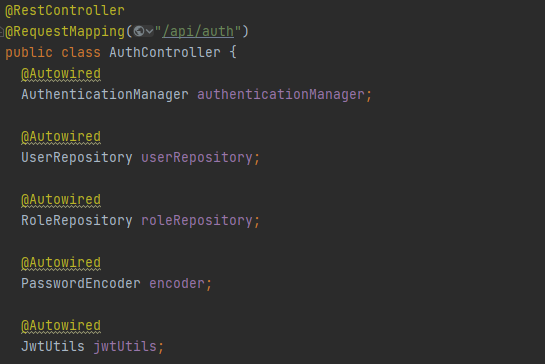 @RestController
@RequestMapping("/api/auth")
public class AuthController {
@Autowired
AuthenticationManager authenticationManager;
@Autowired
UserRepository userRepository;
@Autowired
RoleRepository roleRepository;
@Autowired
PasswordEncoder encoder;
@Autowired
JwtUtils jwtUtils;